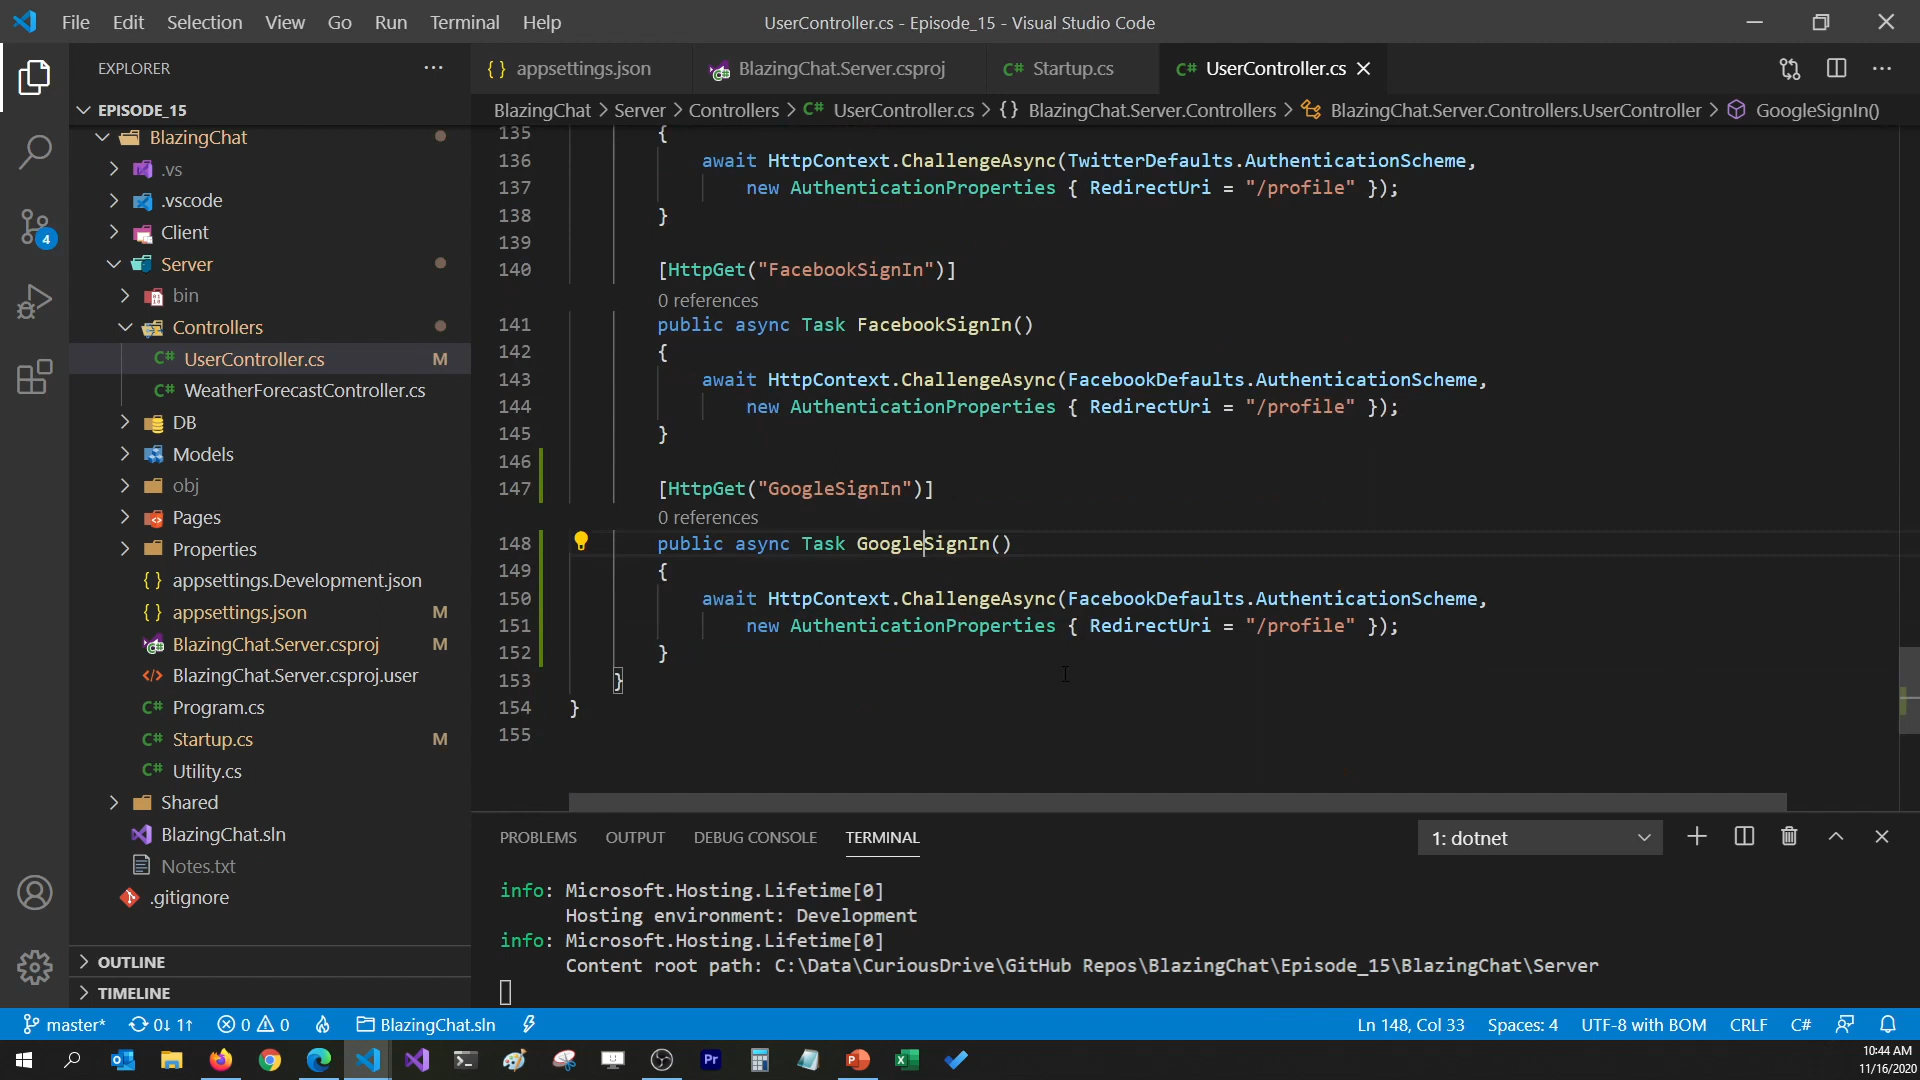 File Edit Selection View Go Run Terminal Help
UserController.cs - Episode_15 - Visual Studio Code
EXPLORER
EPISODE_15
BlazingChat
.vs
.vscode
Client
Server
bin
Controllers
UserController.cs M
WeatherForecastController.cs
DB
Models
obj
Pages
Properties
{ } appsettings.Development.json
{ } appsettings.json M
BlazingChat.Server.csproj M
BlazingChat.Server.csproj.user
C# Program.cs
C# Startup.cs M
C# Utility.cs
Shared
BlazingChat.sln
Notes.txt
.gitignore
OUTLINE
TIMELINE
{ } appsettings.json BlazingChat.Server.csproj C# Startup.cs C# UserController.cs
BlazingChat > Server > Controllers > C# UserController.cs > { } BlazingChat.Server.Controllers > BlazingChat.Server.Controllers.UserController > GoogleSignIn()
135 {
136 await HttpContext.ChallengeAsync(TwitterDefaults.AuthenticationScheme,
137 new AuthenticationProperties { RedirectUri = "/profile" });
138 }
139
140 [HttpGet("FacebookSignIn")]
0 references
141 public async Task FacebookSignIn()
142 {
143 await HttpContext.ChallengeAsync(FacebookDefaults.AuthenticationScheme,
144 new AuthenticationProperties { RedirectUri = "/profile" });
145 }
146
147 [HttpGet("GoogleSignIn")]
0 references
148 public async Task GoogleSignIn()
149 {
150 await HttpContext.ChallengeAsync(FacebookDefaults.AuthenticationScheme,
151 new AuthenticationProperties { RedirectUri = "/profile" });
152 }
153 }
154 }
155
PROBLEMS OUTPUT DEBUG CONSOLE TERMINAL 1: dotnet
info: Microsoft.Hosting.Lifetime[0]
Hosting environment: Development
info: Microsoft.Hosting.Lifetime[0]
Content root path: C:\Data\CuriousDrive\GitHub Repos\BlazingChat\Episode_15\BlazingChat\Server
master* 0↓ 1↑ 0 0 BlazingChat.sln Ln 148, Col 33 Spaces: 4 UTF-8 with BOM CRLF C#
10:44 AM
11/16/2020